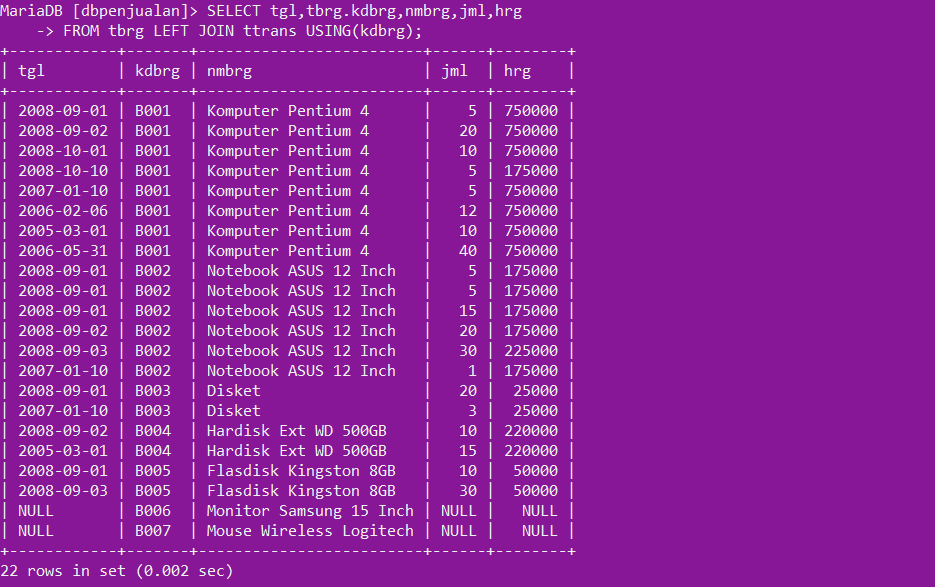 MariaDB [dbpenjualan]> SELECT tgl,tbrg.kdbrg,nmbrg,jml,hrg
    -> FROM tbrg LEFT JOIN ttrans USING(kdbrg);
+------------+-------+-------------------------+------+--------+
| tgl        | kdbrg | nmbrg                   | jml  | hrg    |
+------------+-------+-------------------------+------+--------+
| 2008-09-01 | B001  | Komputer Pentium 4      |    5 | 750000 |
| 2008-09-02 | B001  | Komputer Pentium 4      |   20 | 750000 |
| 2008-10-01 | B001  | Komputer Pentium 4      |   10 | 750000 |
| 2008-10-10 | B001  | Komputer Pentium 4      |    5 | 175000 |
| 2007-01-10 | B001  | Komputer Pentium 4      |    5 | 750000 |
| 2006-02-06 | B001  | Komputer Pentium 4      |   12 | 750000 |
| 2005-03-01 | B001  | Komputer Pentium 4      |   10 | 750000 |
| 2006-05-31 | B001  | Komputer Pentium 4      |   40 | 750000 |
| 2008-09-01 | B002  | Notebook ASUS 12 Inch   |    5 | 175000 |
| 2008-09-01 | B002  | Notebook ASUS 12 Inch   |    5 | 175000 |
| 2008-09-01 | B002  | Notebook ASUS 12 Inch   |   15 | 175000 |
| 2008-09-02 | B002  | Notebook ASUS 12 Inch   |   20 | 175000 |
| 2008-09-03 | B002  | Notebook ASUS 12 Inch   |   30 | 225000 |
| 2007-01-10 | B002  | Notebook ASUS 12 Inch   |    1 | 175000 |
| 2008-09-01 | B003  | Disket                  |   20 |  25000 |
| 2007-01-10 | B003  | Disket                  |    3 |  25000 |
| 2008-09-02 | B004  | Hardisk Ext WD 500GB    |   10 | 220000 |
| 2005-03-01 | B004  | Hardisk Ext WD 500GB    |   15 | 220000 |
| 2008-09-01 | B005  | Flasdisk Kingston 8GB   |   10 |  50000 |
| 2008-09-03 | B005  | Flasdisk Kingston 8GB   |   30 |  50000 |
| NULL       | B006  | Monitor Samsung 15 Inch | NULL |   NULL |
| NULL       | B007  | Mouse Wireless Logitech | NULL |   NULL |
+------------+-------+-------------------------+------+--------+
22 rows in set (0.002 sec)